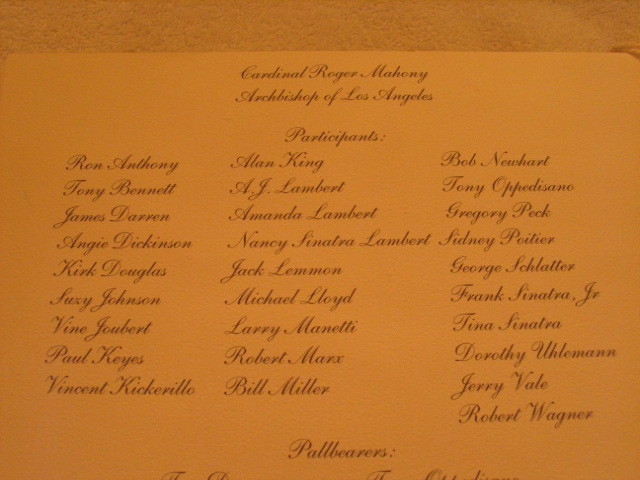 Cardinal Roger Mahony
Archbishop of Los Angeles
Participants:
Ron Anthony Alan King Bob Newhart
Tony Bennett A.J. Lambert Tony Oppedisano
James Darren Amanda Lambert Gregory Peck
Angie Dickinson Nancy Sinatra Lambert Sidney Poitier
Kirk Douglas Jack Lemmon George Schlatter
Suzy Johnson Michael Lloyd Frank Sinatra, Jr
Vine Joubert Larry Manetti Tina Sinatra
Paul Keyes Robert Marx Dorothy Uhlemann
Vincent Kickerillo Bill Miller Jerry Vale
Robert Wagner
Pallbearers:
Tony Oppedisano